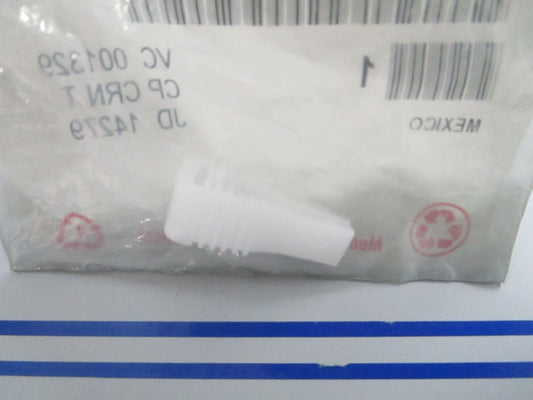 VC 001329
CP CRN T
JD 14279
1
MEXICO